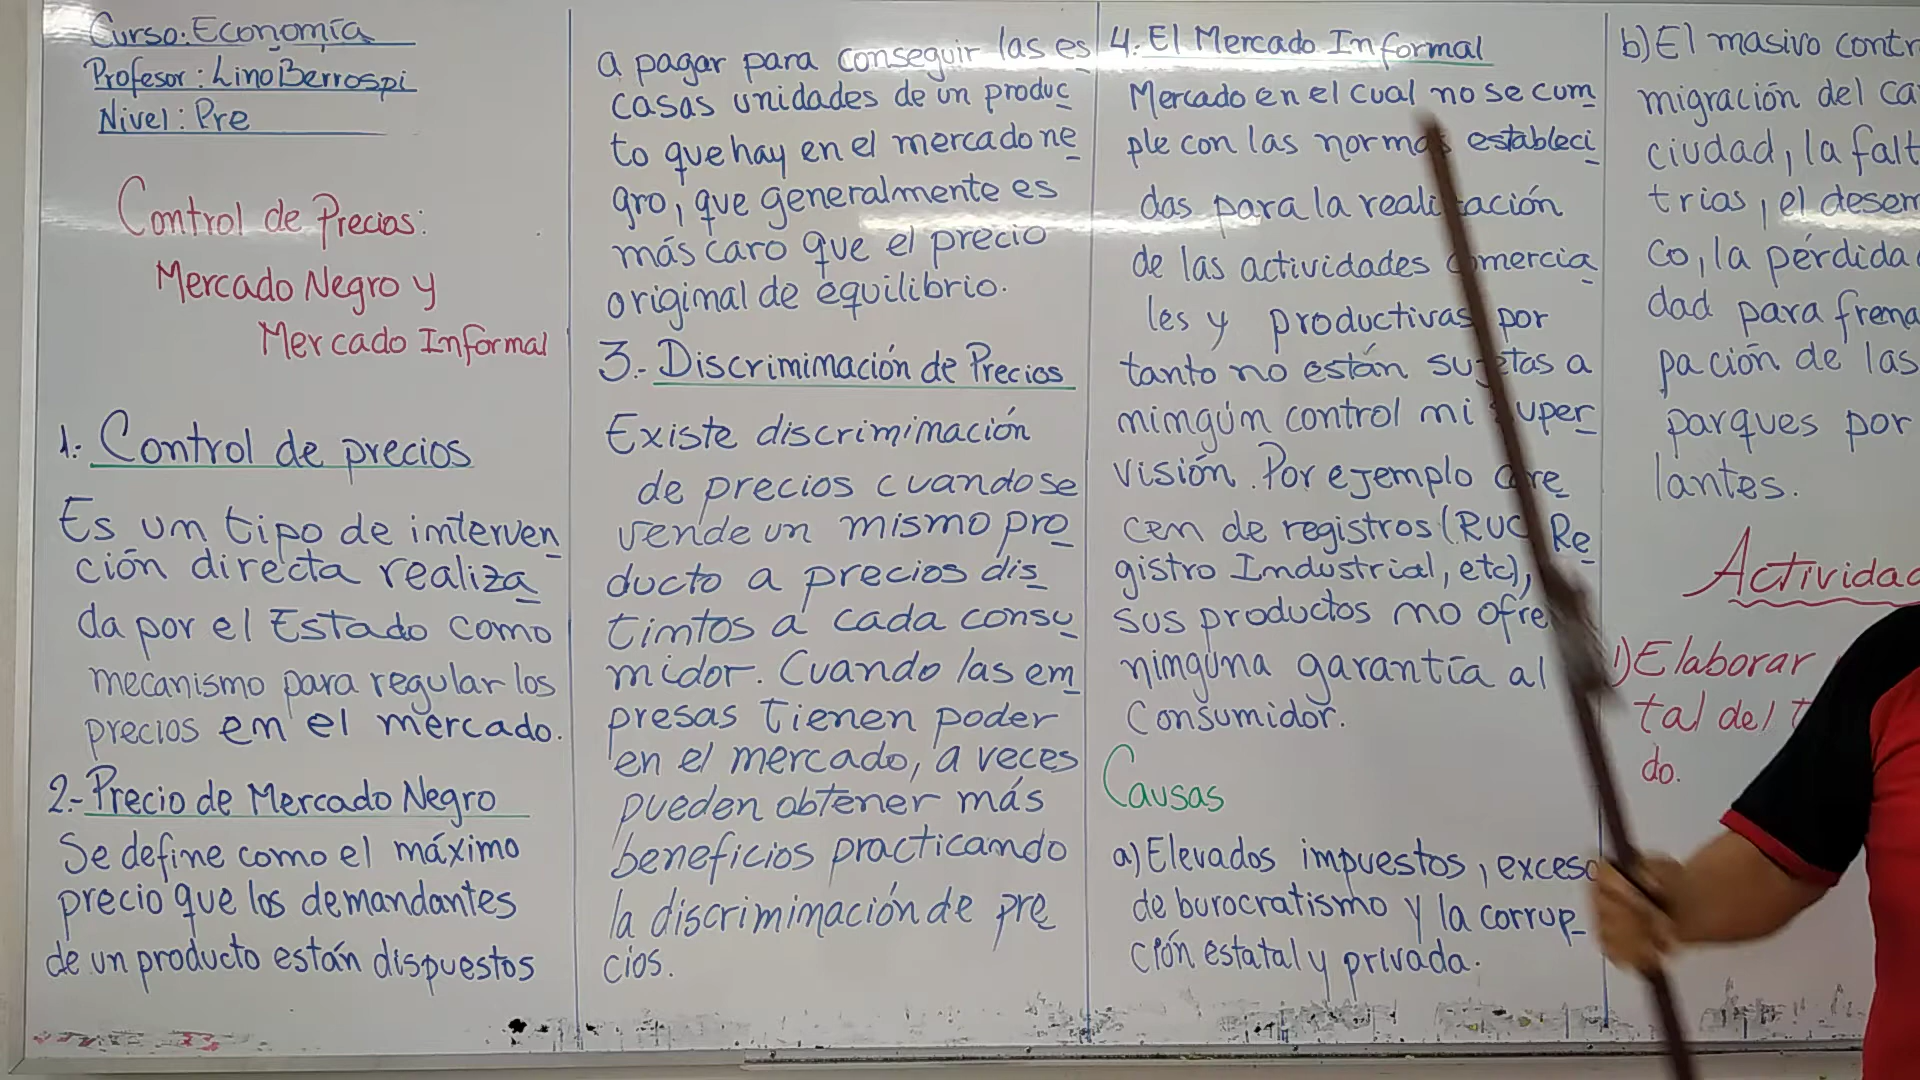 Curso: Economía
Profesor: Lino Berrospi
Nivel: Pre
Control de Precios:
Mercado Negro y
Mercado Informal
1. Control de precios
Es un tipo de interven
ción directa realiza
da por el Estado como
mecanismo para regular los
precios en el mercado.
2.- Precio de Mercado Negro
Se define como el máximo
precio que los demandantes
de un producto están dispuestos
a pagar para conseguir las es
casas unidades de un produc
to que hay en el mercado ne
gro, que generalmente es
más caro que el precio
original de equilibrio.
3.- Discriminación de Precios
Existe discriminación
de precios cuando se
vende un mismo pro
ducto a precios dis
tintos a cada consu
midor. Cuando las em
presas tienen poder
en el mercado, a veces
pueden obtener más
beneficios practicando
la discriminación de pre
cios.
4. El Mercado Informal
Mercado en el cual no se cum
ple con las normas estableci
das para la realización
de las actividades comercia
les y productivas por
tanto no están sujetas a
ningún control ni super
visión. Por ejemplo care
cen de registros (RUC, Re
gistro Industrial, etc),
sus productos no ofre
ninguna garantía al
Consumidor.
Causas
a) Elevados impuestos, exceso
de burocratismo y la corrup
ción estatal y privada.
b) El masivo contr
migración del ca
ciudad, la falt
trias, el desem
co, la pérdida
dad para frena
pación de las
parques por
lantes.
Actividad
1) Elaborar
tal del t
do.